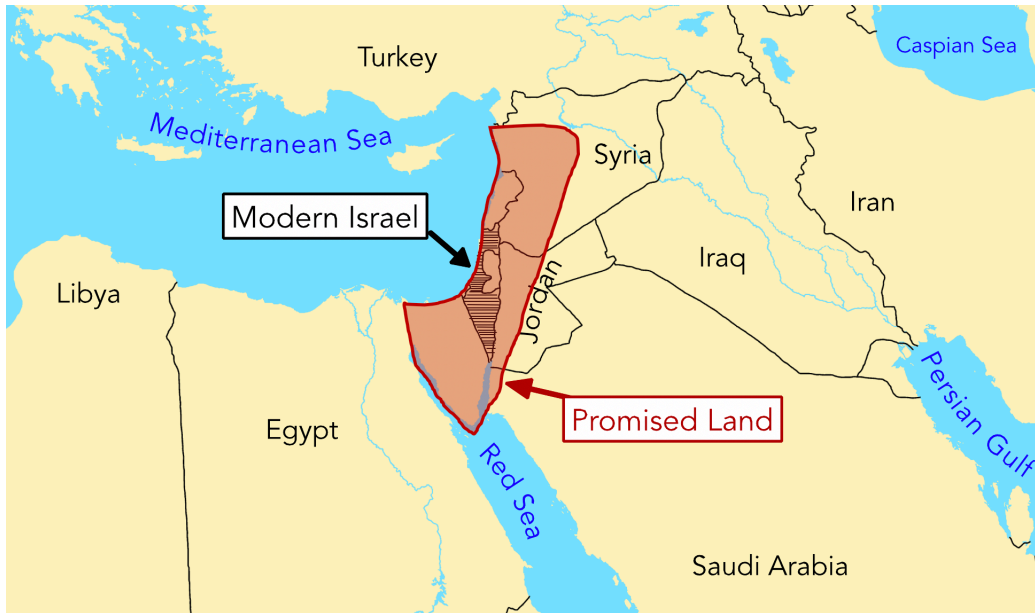 Caspian Sea
Turkey
Mediterranean Sea
Syria
Modern Israel
Iran
Iraq
Libya
Jordan
Promised Land
Persian Gulf
Egypt
Red Sea
Saudi Arabia